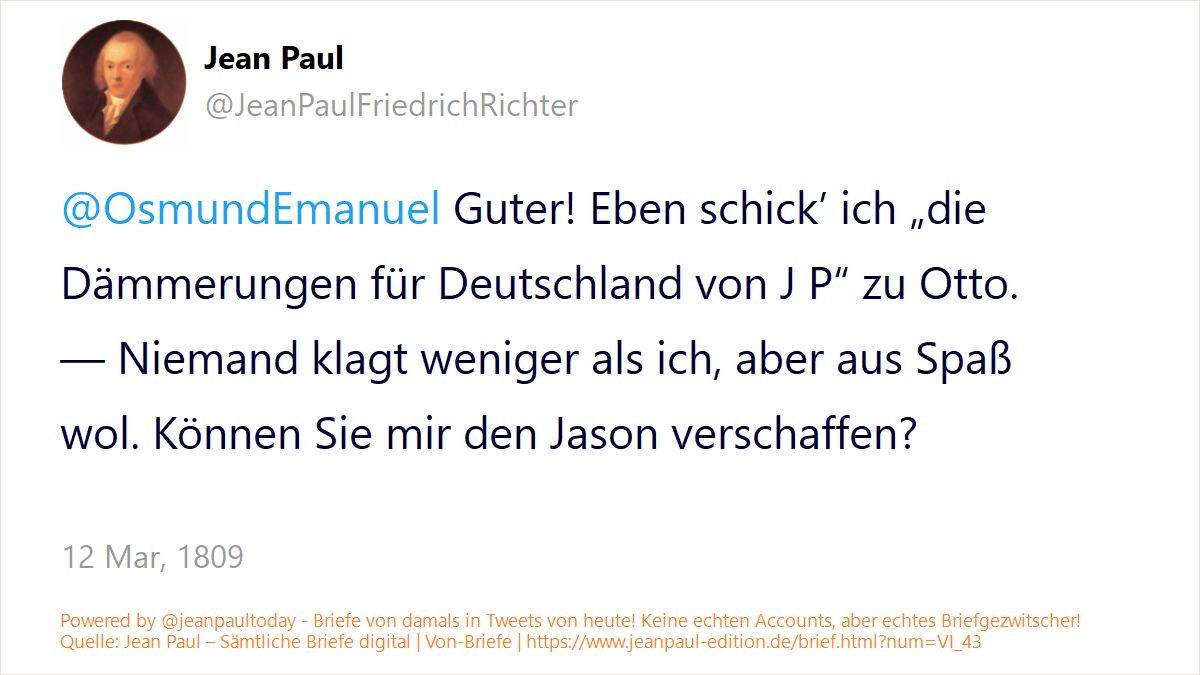 Jean Paul
@JeanPaulFriedrichRichter
@OsmundEmanuel Guter! Eben schick’ ich „die
Dämmerungen für Deutschland von J P“ zu Otto.
— Niemand klagt weniger als ich, aber aus Spaß
wol. Können Sie mir den Jason verschaffen?
12 Mar, 1809
Powered by @jeanpaultoday - Briefe von damals in Tweets von heute! Keine echten Accounts, aber echtes Briefgezwitscher!
Quelle: Jean Paul – Sämtliche Briefe digital | Von-Briefe | https://www.jeanpaul-edition.de/brief.html?num=VI_43